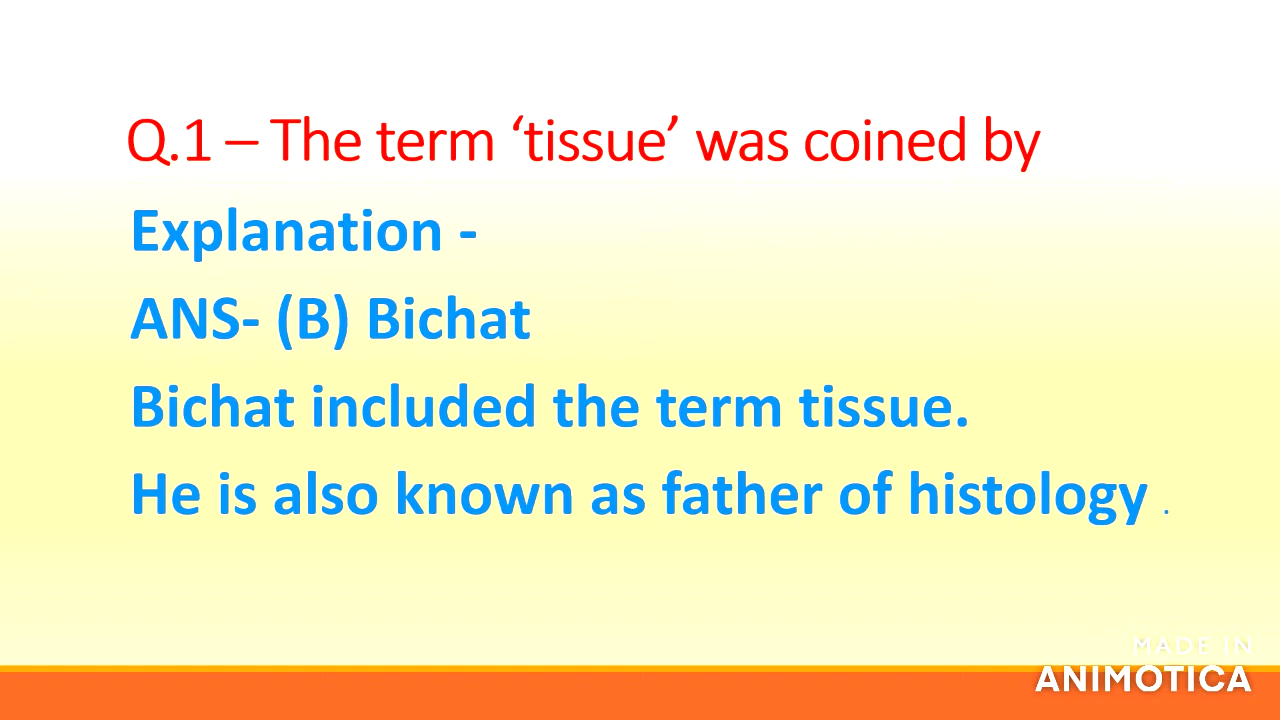 Q.1 – The term ‘tissue’ was coined by
Explanation -
ANS- (B) Bichat
Bichat included the term tissue.
He is also known as father of histology .
MADE IN
ANIMOTICA